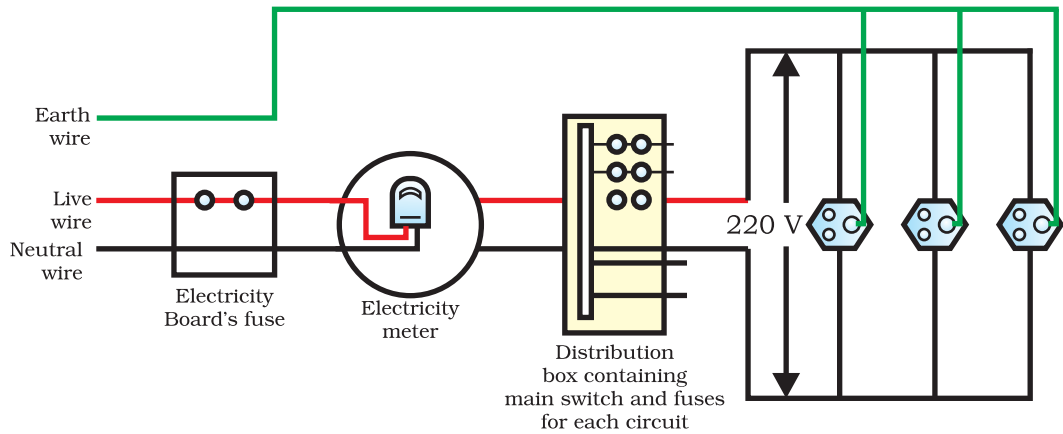 Earth
wire
Live
wire
Neutral
wire
Electricity
Board's fuse
Electricity
meter
Distribution
box containing
main switch and fuses
for each circuit
220 V